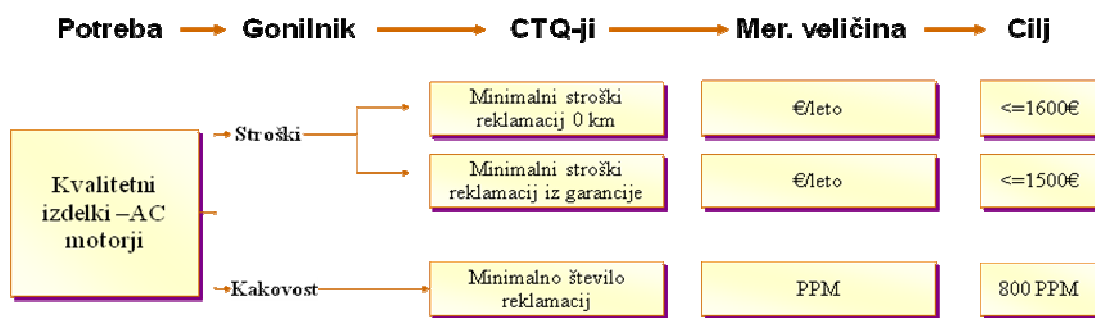 Potreba Gonilnik CTQ-ji Mer. veličina Cilj
Kvalitetni
izdelki –AC
motorji
Stroški
Minimalni stroški
reklamacij 0 km
€/leto
<=1600€
Minimalni stroški
reklamacij iz garancije
€/leto
<=1500€
Kakovost
Minimalno število
reklamacij
PPM
800 PPM